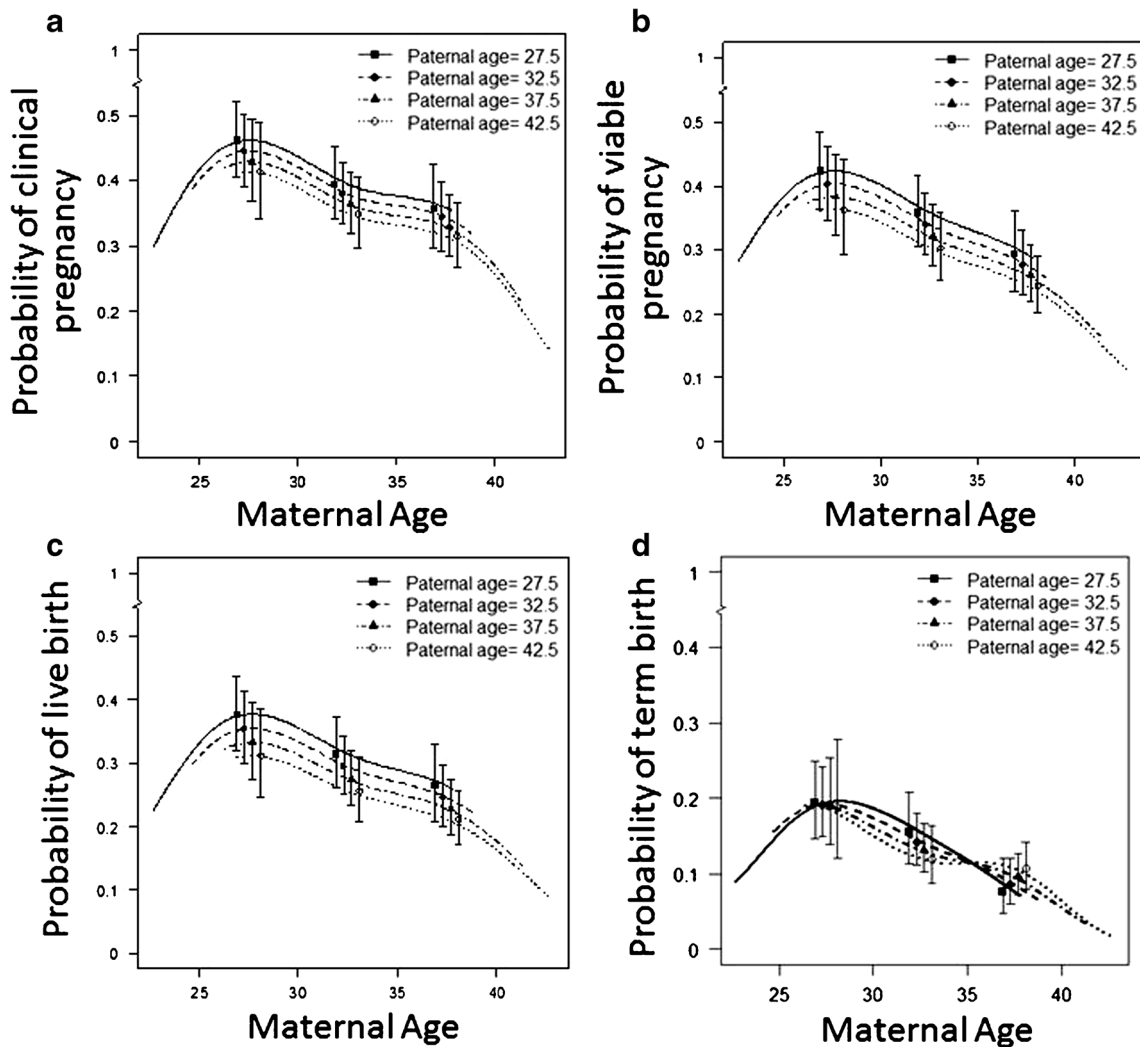 a
1
0.5
0.4
0.3
0.2
0.1
0
25
30
35
40
Probability of clinical
pregnancy
Maternal Age
Paternal age= 27.5
Paternal age= 32.5
Paternal age= 37.5
Paternal age= 42.5
b
1
0.5
0.4
0.3
0.2
0.1
0
25
30
35
40
Probability of viable
pregnancy
Maternal Age
Paternal age= 27.5
Paternal age= 32.5
Paternal age= 37.5
Paternal age= 42.5
c
1
0.5
0.4
0.3
0.2
0.1
0
25
30
35
40
Probability of live birth
Maternal Age
Paternal age= 27.5
Paternal age= 32.5
Paternal age= 37.5
Paternal age= 42.5
d
1
0.4
0.3
0.2
0.1
0
25
30
35
40
Probability of term birth
Maternal Age
Paternal age= 27.5
Paternal age= 32.5
Paternal age= 37.5
Paternal age= 42.5